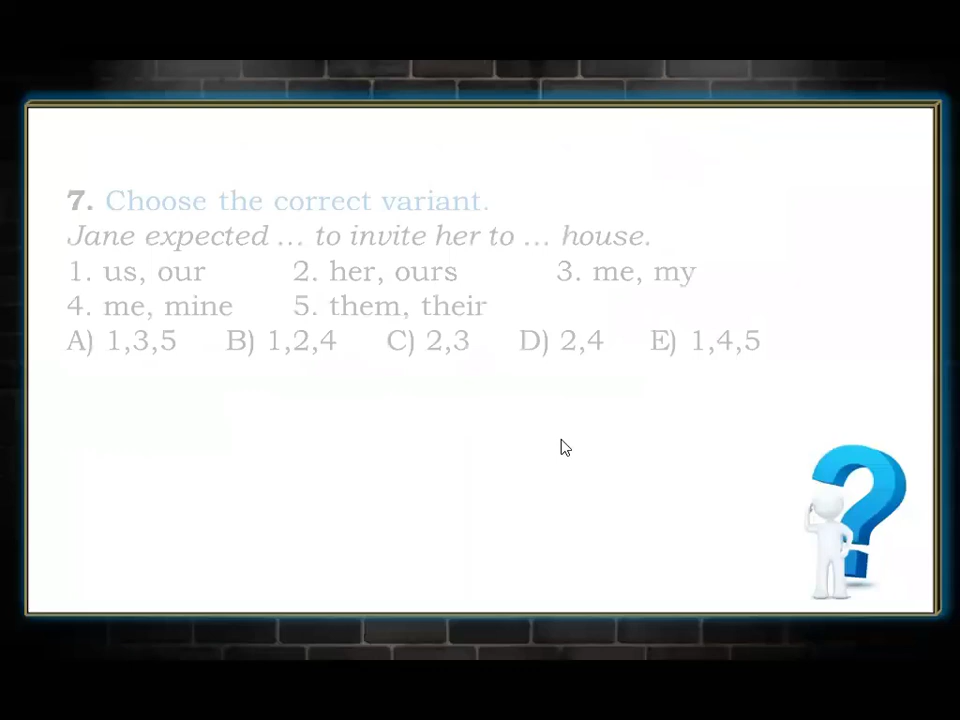 7. Choose the correct variant.
Jane expected … to invite her to … house.
1. us, our 2. her, ours 3. me, my
4. me, mine 5. them, their
A) 1,3,5 B) 1,2,4 C) 2,3 D) 2,4 E) 1,4,5